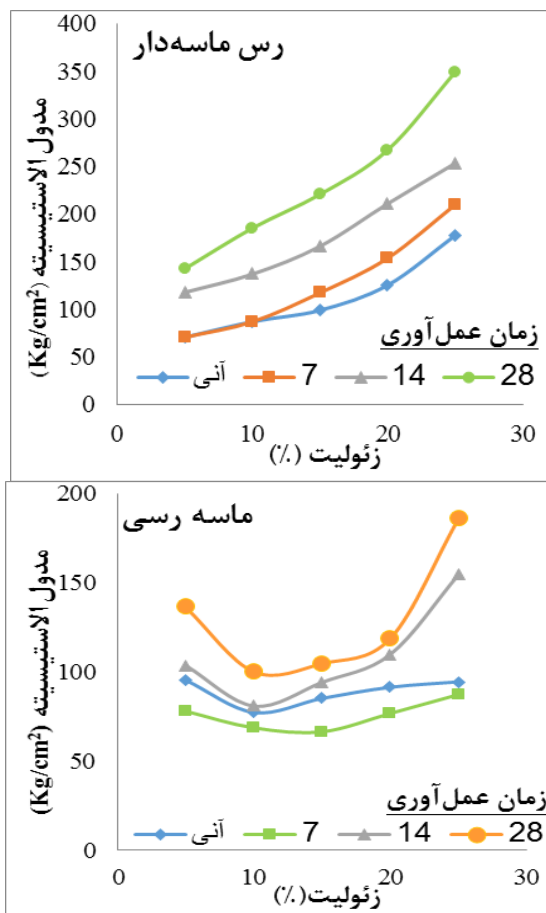 رس ماسه‌دار
مدول الاستیسیته (Kg/cm²)
400
350
300
250
200
150
100
50
0
زمان عمل‌آوری
آنی 7 14 28
0 10 20 30
زئولیت (٪)
ماسه رسی
مدول الاستیسیته (Kg/cm²)
200
150
100
50
0
زمان عمل‌آوری
آنی 7 14 28
0 10 20 30
زئولیت(٪)